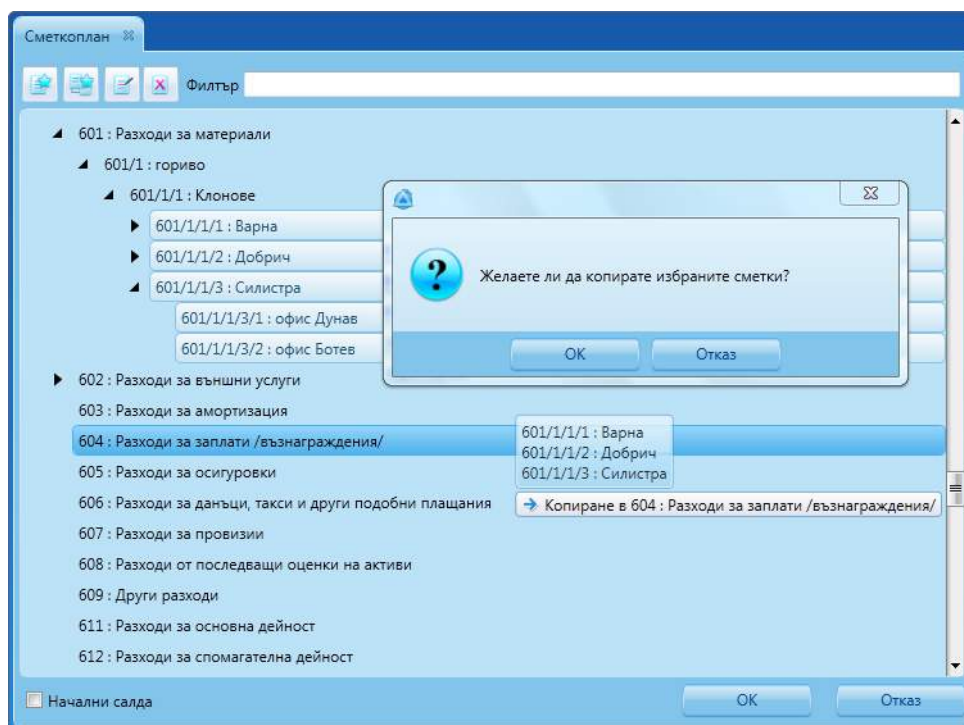 Сметкоплан
Филтър
601 : Разходи за материали
601/1 : гориво
601/1/1 : Клонове
601/1/1/1 : Варна
601/1/1/2 : Добрич
601/1/1/3 : Силистра
601/1/1/3/1 : офис Дунав
601/1/1/3/2 : офис Ботев
Желаете ли да копирате избраните сметки?
OK Отказ
602 : Разходи за външни услуги
603 : Разходи за амортизация
604 : Разходи за заплати /възнаграждения/
601/1/1/1 : Варна
601/1/1/2 : Добрич
601/1/1/3 : Силистра
605 : Разходи за осигуровки
606 : Разходи за данъци, такси и други подобни плащания
Копиране в 604 : Разходи за заплати /възнаграждения/
607 : Разходи за провизии
608 : Разходи от последващи оценки на активи
609 : Други разходи
611 : Разходи за основна дейност
612 : Разходи за спомагателна дейност
Начални салда
OK Отказ